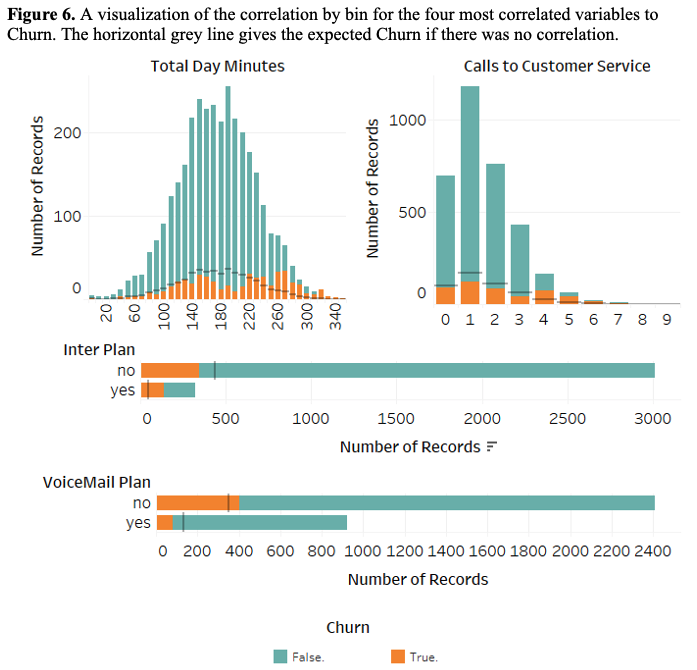 Figure 6. A visualization of the correlation by bin for the four most correlated variables to
Churn. The horizontal grey line gives the expected Churn if there was no correlation.
Total Day Minutes
Number of Records
200
100
0
20
60
100
140
180
220
260
300
340
Calls to Customer Service
Number of Records
1000
500
0
0 1 2 3 4 5 6 7 8 9
Inter Plan
no
yes
0 500 1000 1500 2000 2500 3000
Number of Records
VoiceMail Plan
no
yes
0 200 400 600 800 1000 1200 1400 1600 1800 2000 2200 2400
Number of Records
Churn
False. True.